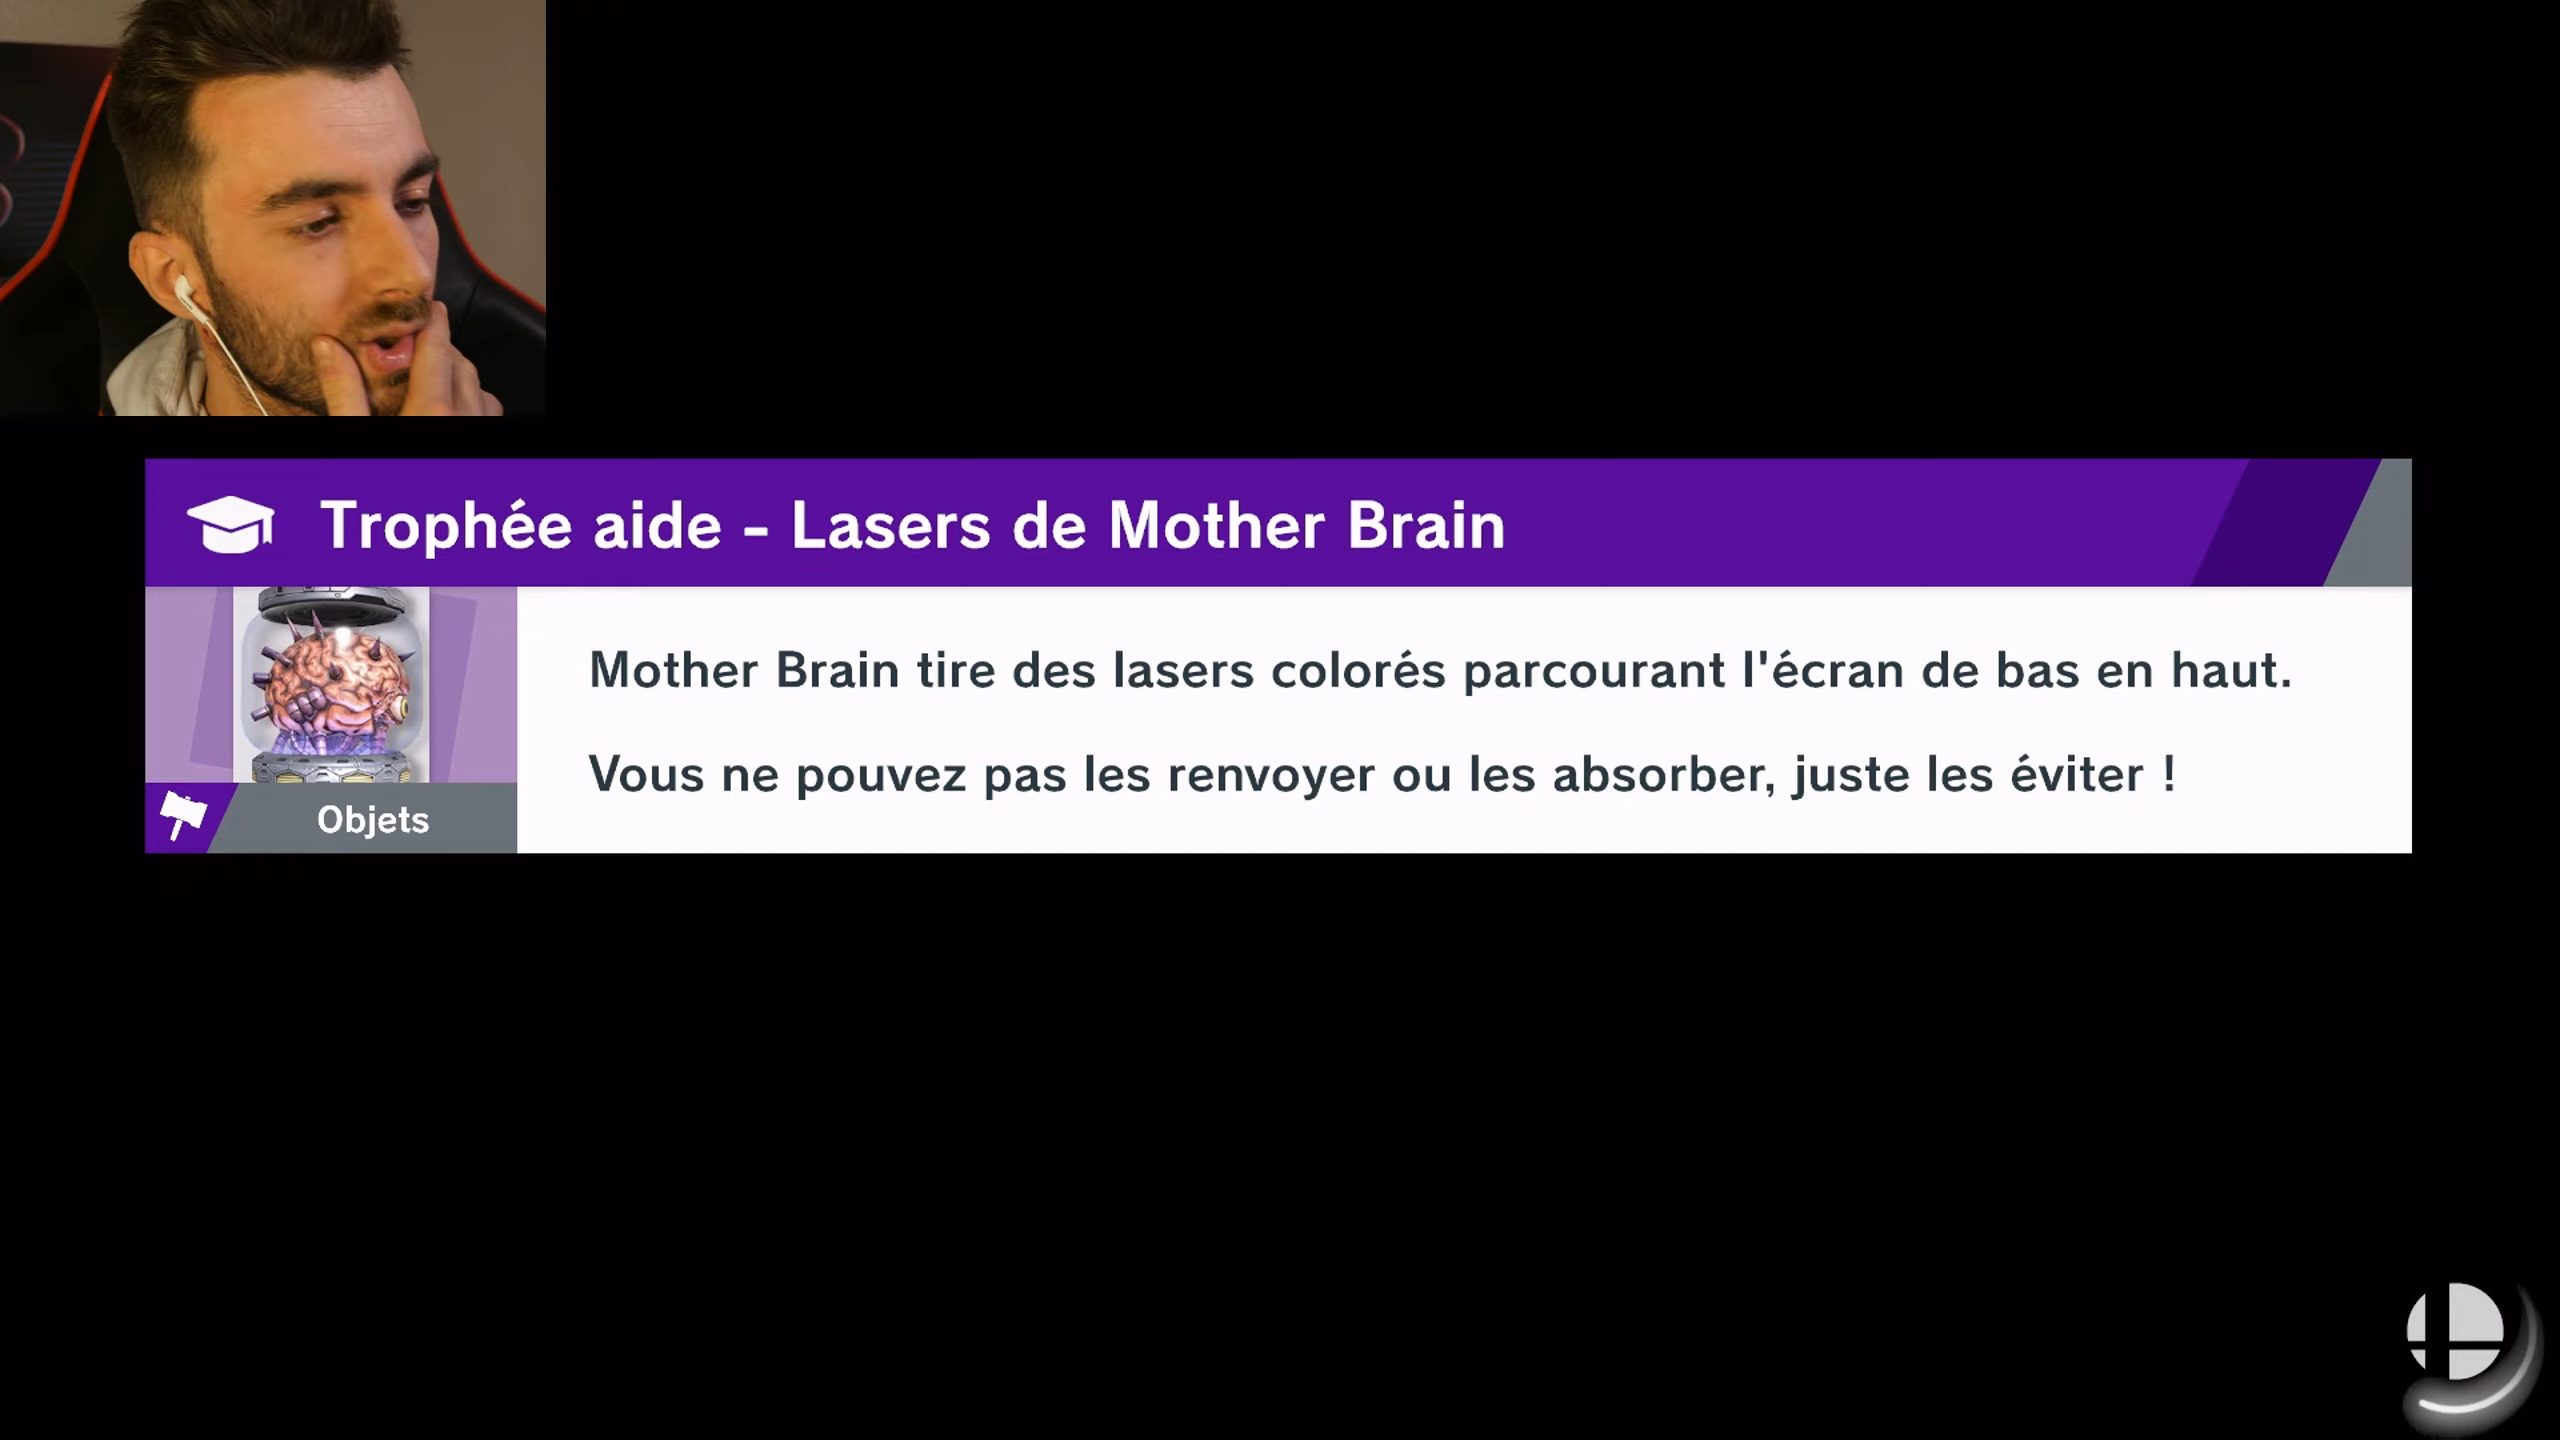 Trophée aide - Lasers de Mother Brain
Mother Brain tire des lasers colorés parcourant l'écran de bas en haut.
Vous ne pouvez pas les renvoyer ou les absorber, juste les éviter !
Objets